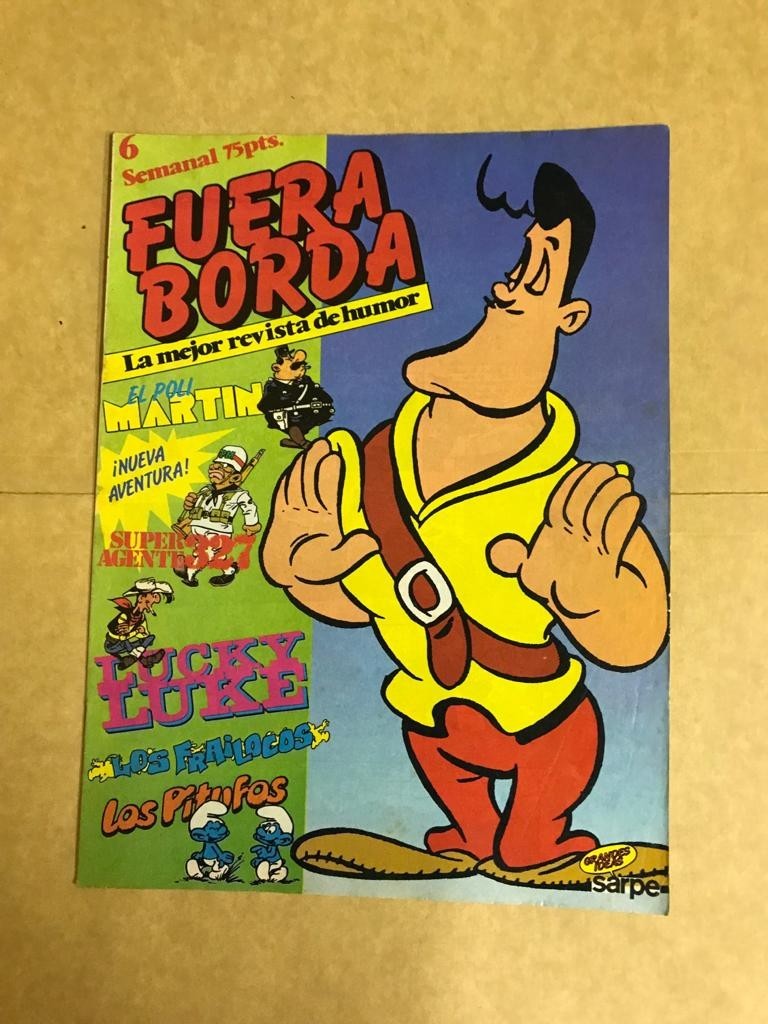 6
Semanal 75pts.
FUERA
BORDA
La mejor revista de humor
EL POLI
MARTIN
¡NUEVA
AVENTURA!
SUPER
AGENTE 327
LUCKY
LUKE
LOS FRAILOCOS
Los Pitufos
GRANDES
IDEAS
sarpe